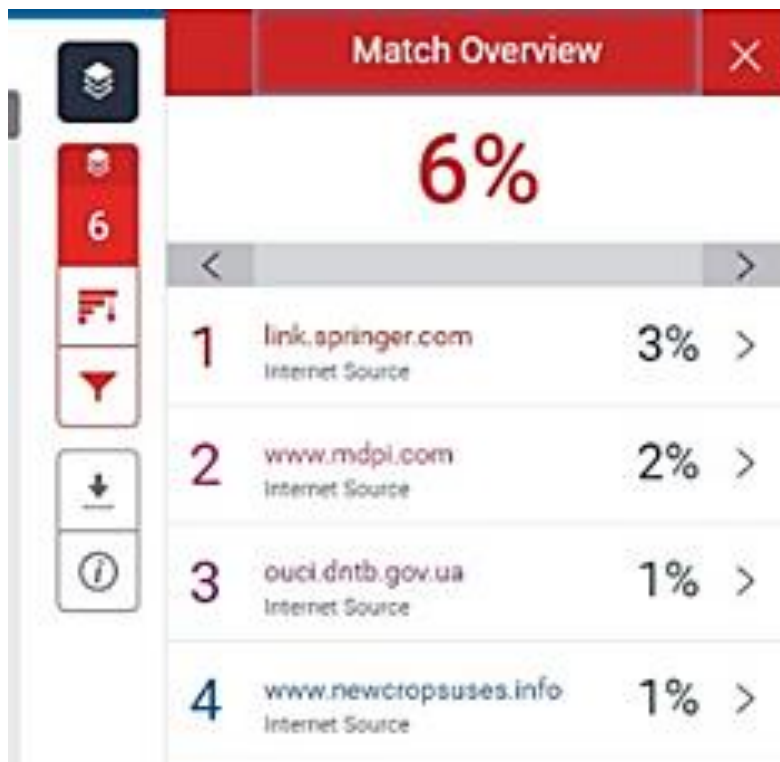 Match Overview
6%
6
1 link.springer.com 3%
Internet Source
2 www.mdpi.com 2%
Internet Source
3 ouci.dntb.gov.ua 1%
Internet Source
4 www.newcropsuses.info 1%
Internet Source